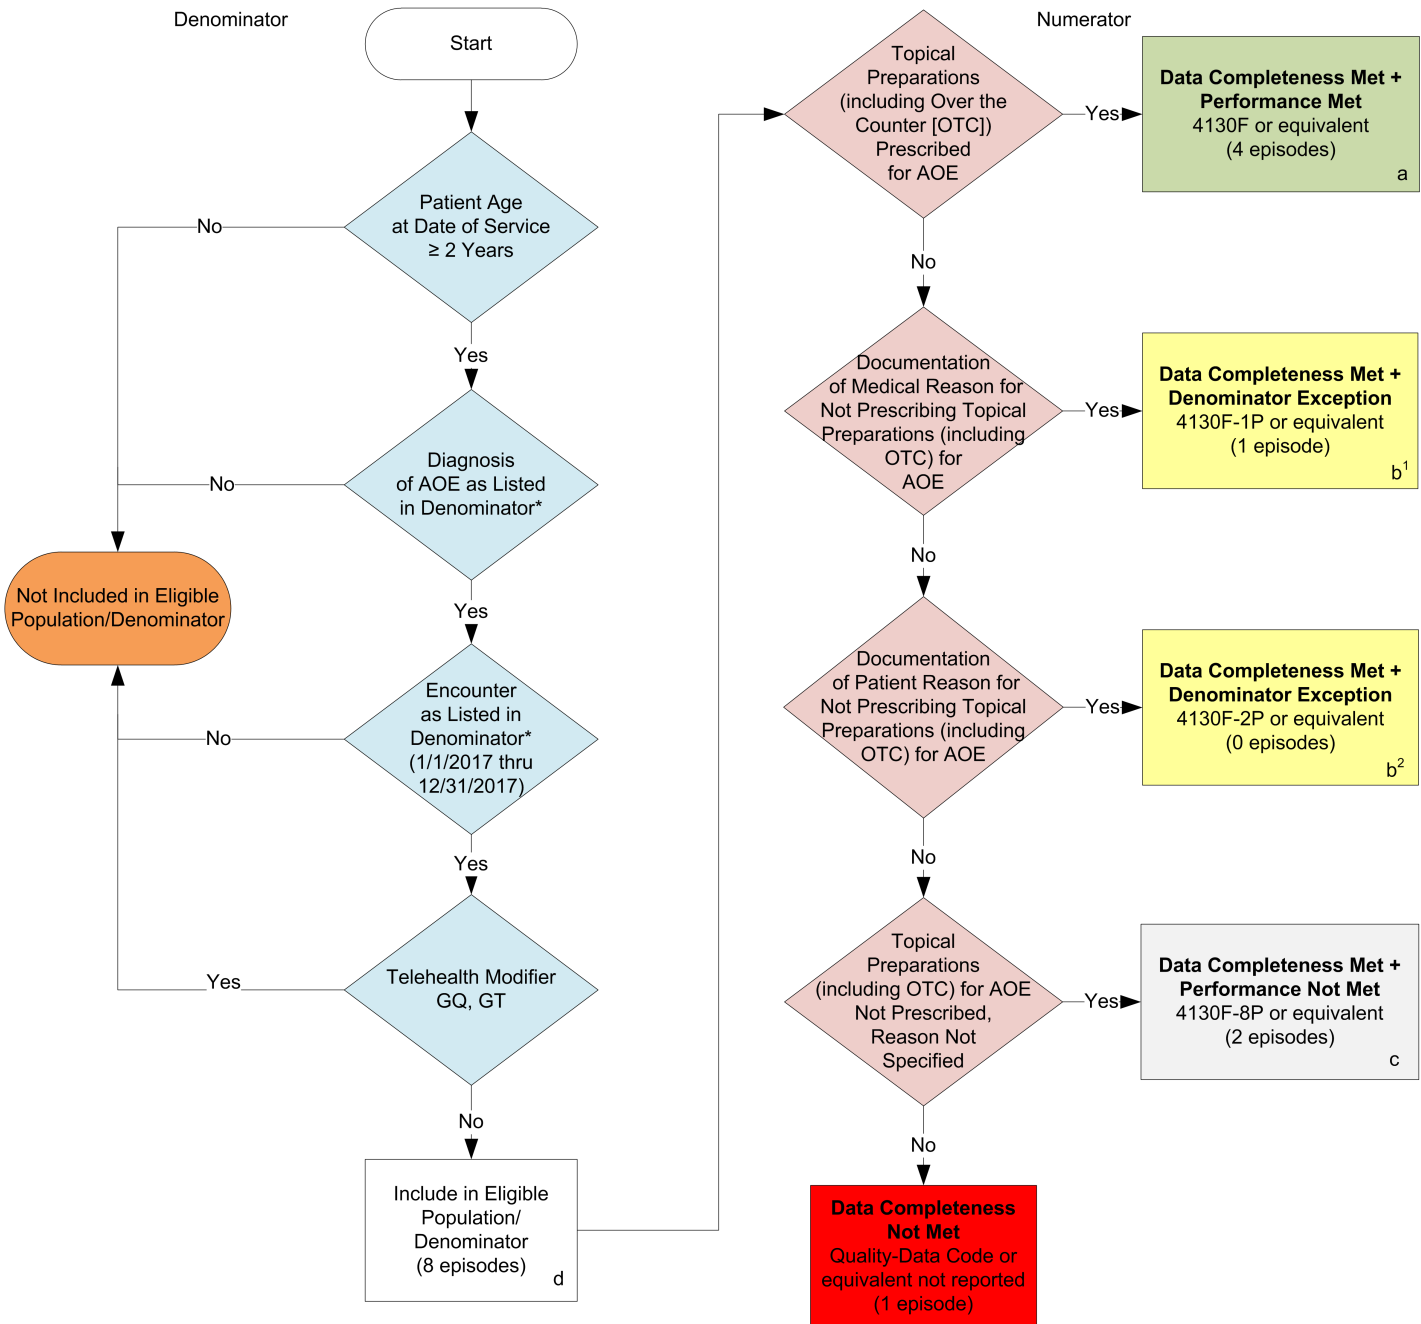 Denominator
Start
Patient Age
at Date of Service
≥ 2 Years
No
Yes
Diagnosis
of AOE as Listed
in Denominator*
No
Not Included in Eligible
Population/Denominator
Yes
Encounter
as Listed in
Denominator*
(1/1/2017 thru
12/31/2017)
No
Yes
Telehealth Modifier
GQ, GT
Yes
No
Include in Eligible
Population/
Denominator
(8 episodes)
d
Numerator
Topical
Preparations
(including Over the
Counter [OTC])
Prescribed
for AOE
Yes
Data Completeness Met +
Performance Met
4130F or equivalent
(4 episodes)
a
No
Documentation
of Medical Reason for
Not Prescribing Topical
Preparations (including
OTC) for
AOE
Yes
Data Completeness Met +
Denominator Exception
4130F-1P or equivalent
(1 episode)
b1
No
Documentation
of Patient Reason for
Not Prescribing Topical
Preparations (including
OTC) for AOE
Yes
Data Completeness Met +
Denominator Exception
4130F-2P or equivalent
(0 episodes)
b2
No
Topical
Preparations
(including OTC) for AOE
Not Prescribed,
Reason Not
Specified
Yes
Data Completeness Met +
Performance Not Met
4130F-8P or equivalent
(2 episodes)
c
No
Data Completeness
Not Met
Quality-Data Code or
equivalent not reported
(1 episode)